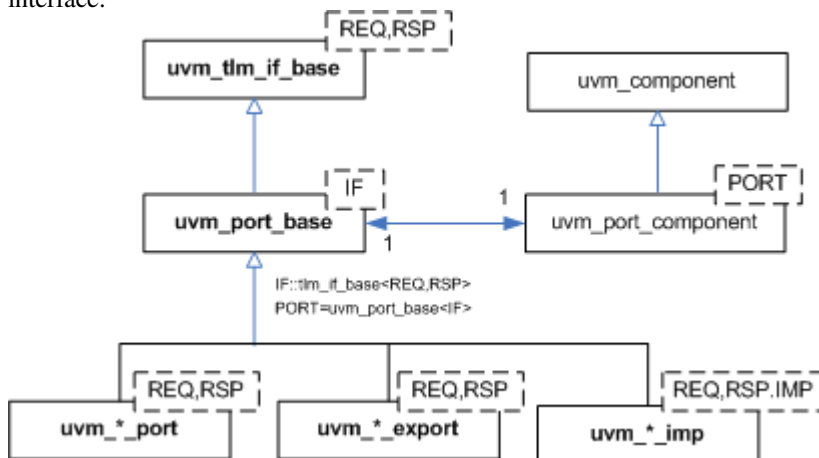 interface.
REQ,RSP
uvm_tlm_if_base
uvm_component
IF
PORT
uvm_port_base
1
uvm_port_component
1
IF::tlm_if_base<REQ,RSP>
PORT=uvm_port_base<IF>
REQ,RSP
REQ,RSP
REQ,RSP.IMP
uvm_*_port
uvm_*_export
uvm_*_imp